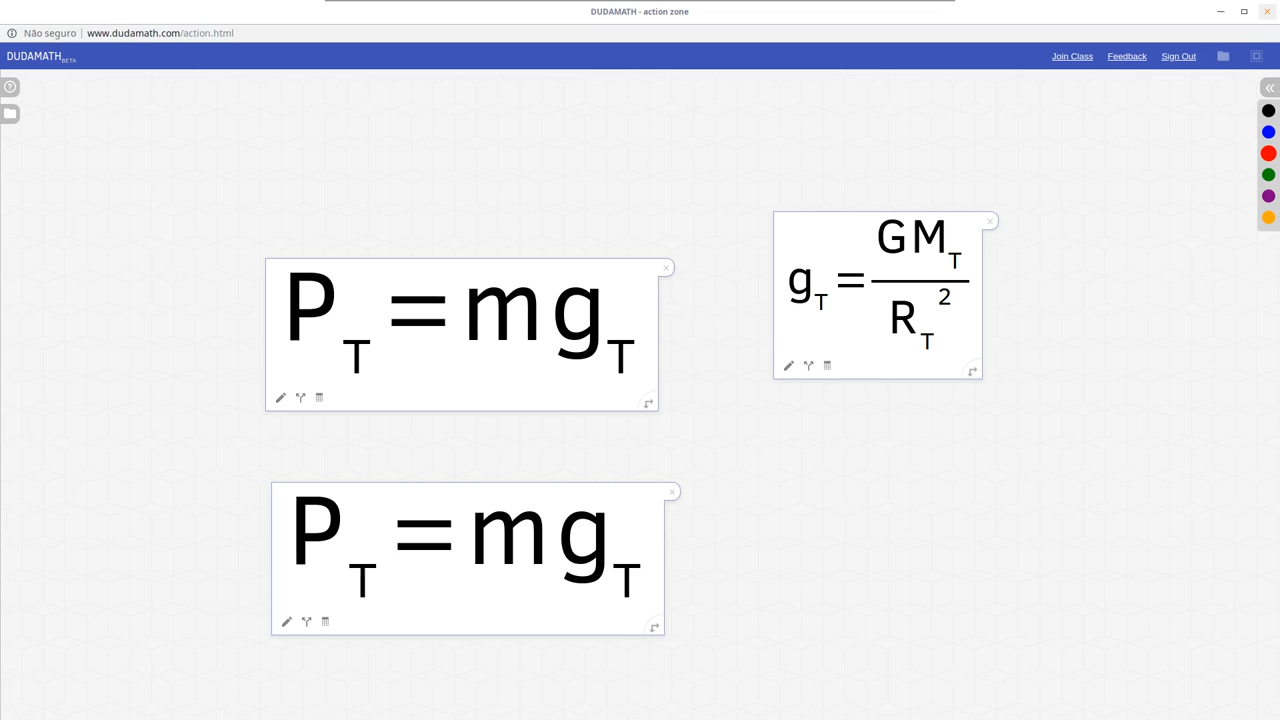 DUDAMATH - action zone
Não seguro www.dudamath.com/action.html
DUDAMATH BETA Join Class Feedback Sign Out
P_T = mg_T
g_T = GM_T / R_T^2
P_T = mg_T